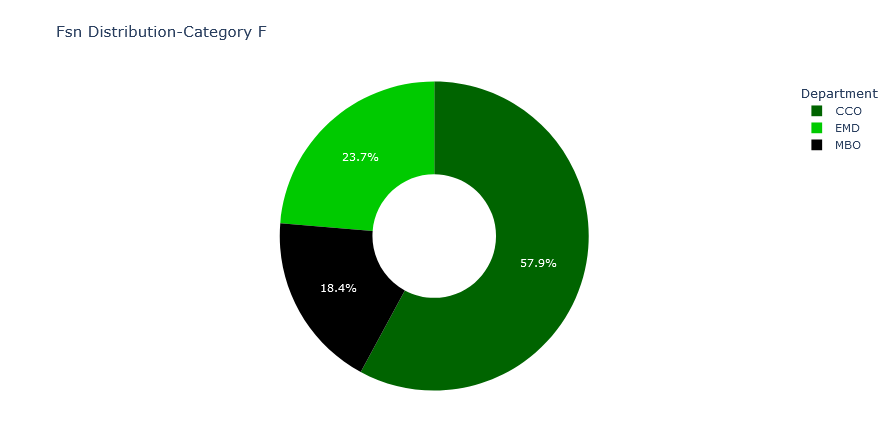 Fsn Distribution-Category F
Department
CCO
EMD
MBO
23.7%
57.9%
18.4%